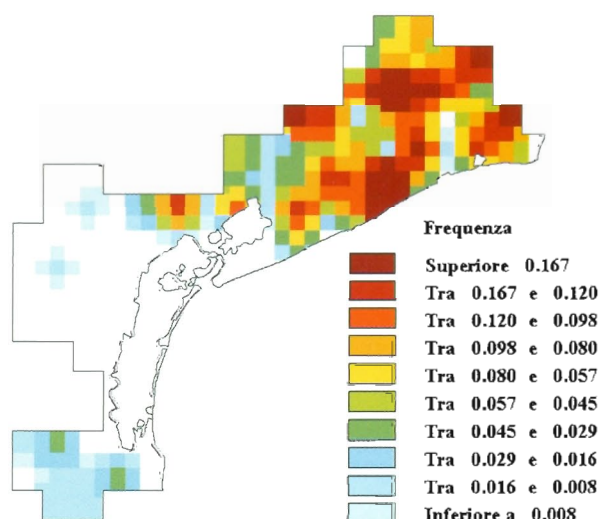 Frequenza
Superiore 0.167
Tra 0.167 e 0.120
Tra 0.120 e 0.098
Tra 0.098 e 0.080
Tra 0.080 e 0.057
Tra 0.057 e 0.045
Tra 0.045 e 0.029
Tra 0.029 e 0.016
Tra 0.016 e 0.008
Inferiore a 0.008